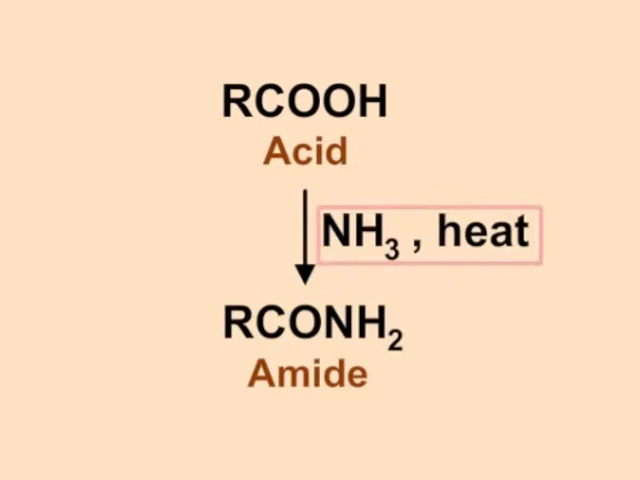 RCOOH
Acid
NH₃ , heat
RCONH₂
Amide